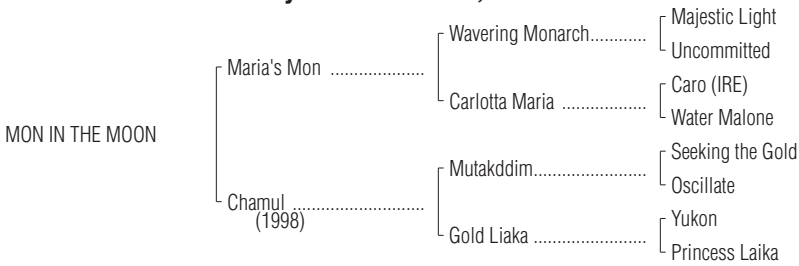 Majestic Light
Wavering Monarch............
Uncommitted
Maria's Mon ....................
Caro (IRE)
Carlotta Maria ..................
Water Malone
MON IN THE MOON
Seeking the Gold
Mutakddim........................
Oscillate
Chamul ............................
(1998)
Yukon
Gold Liaka ........................
Princess Laika